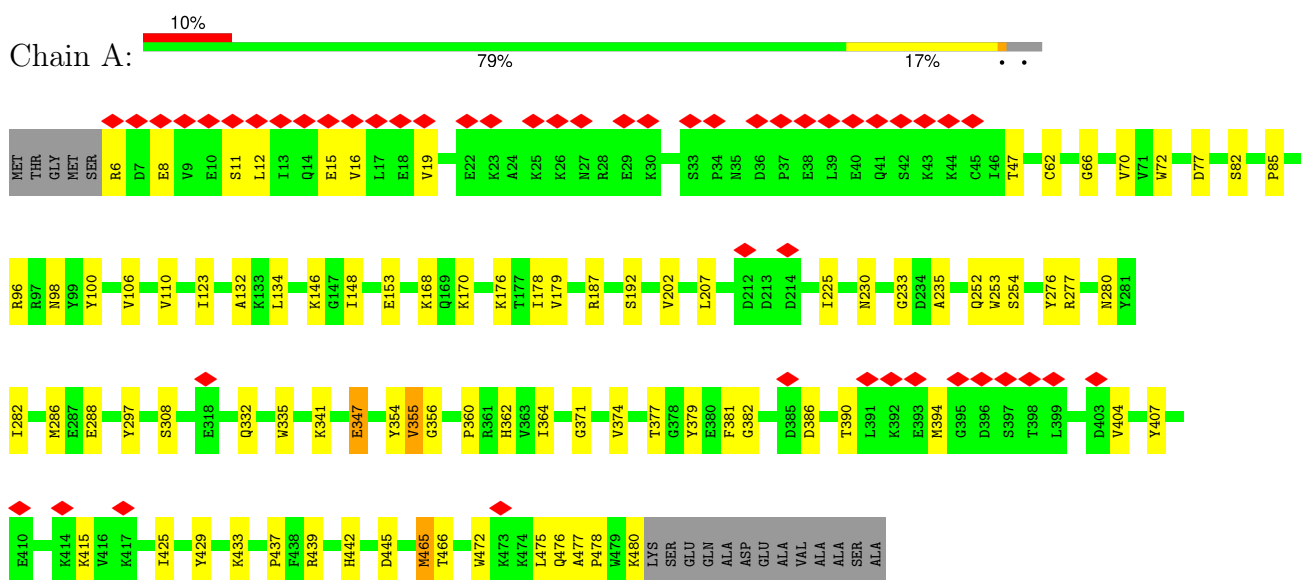 10%
Chain A:
79% 17% • •
MET THR GLY MET SER R6 D7 E8 V9 E10 S11 L12 I13 Q14 E15 V16 L17 E18 V19 E22 K23 A24 K25 K26 N27 R28 E29 K30 S33 P34 N35 D36 P37 E38 L39 E40 Q41 S42 K43 K44 C45 I46 T47 C62 G66 V70 V71 W72 D77 S82 P85
R96 R97 N98 Y99 Y100 V106 V110 I123 A132 K133 L134 K146 G147 I148 E153 K168 Q169 K170 K176 T177 I178 V179 R187 S192 V202 L207 D212 D213 D214 I225 N230 G233 D234 A235 Q252 W253 S254 Y276 R277 N280 Y281
I282 M286 E287 E288 Y297 S308 E318 Q332 W335 K341 E347 Y354 V355 G356 P360 R361 H362 V363 I364 G371 V374 T377 G378 Y379 E380 F381 G382 D385 D386 T390 L391 K392 E393 M394 G395 D396 S397 T398 L399 D403 V404 Y407
E410 K414 K415 V416 K417 I425 Y429 K433 P437 F438 R439 H442 D445 M465 T466 W472 K473 K474 L475 Q476 A477 P478 W479 K480 LYS SER GLU GLN ALA ASP GLU ALA VAL ALA ALA SER ALA